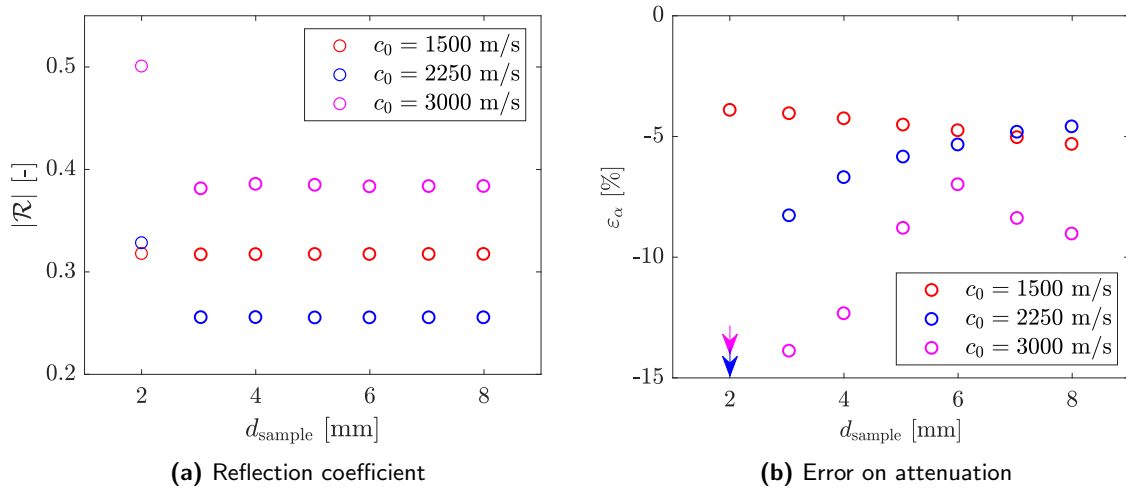 0.5
0.4
0.3
0.2
2 4 6 8
|R| [-]
d_sample [mm]
c_0 = 1500 m/s
c_0 = 2250 m/s
c_0 = 3000 m/s
(a) Reflection coefficient
0
-5
-10
-15
2 4 6 8
ε_α [%]
d_sample [mm]
c_0 = 1500 m/s
c_0 = 2250 m/s
c_0 = 3000 m/s
(b) Error on attenuation